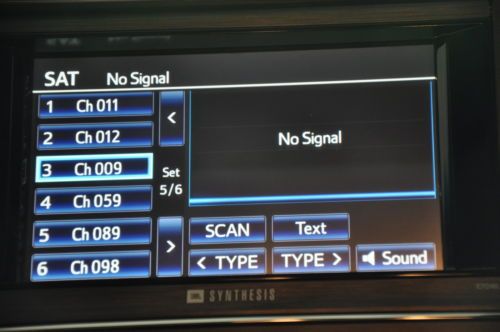 SAT No Signal
1 Ch 011
2 Ch 012
3 Ch 009
4 Ch 059
5 Ch 089
6 Ch 098
<
Set
5/6
>
No Signal
SCAN Text
< TYPE TYPE > Sound
JBL SYNTHESIS